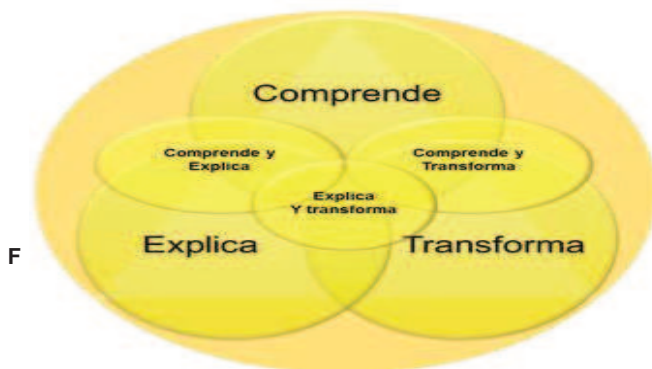 Comprende
Comprende y
Explica
Comprende y
Transforma
Explica
Y transforma
Explica
Transforma
F